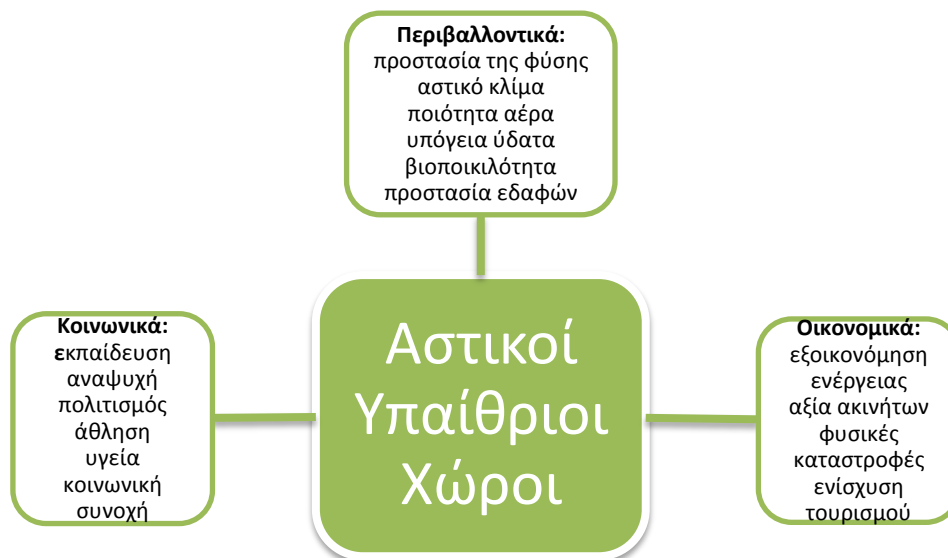 Περιβαλλοντικά:
προστασία της φύσης
αστικό κλίμα
ποιότητα αέρα
υπόγεια ύδατα
βιοποικιλότητα
προστασία εδαφών
Κοινωνικά:
εκπαίδευση
αναψυχή
πολιτισμός
άθληση
υγεία
κοινωνική
συνοχή
Αστικοί
Υπαίθριοι
Χώροι
Οικονομικά:
εξοικονόμηση
ενέργειας
αξία ακινήτων
φυσικές
καταστροφές
ενίσχυση
τουρισμού